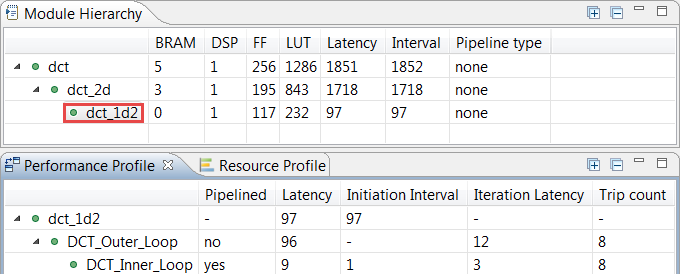 Module Hierarchy
BRAM DSP FF LUT Latency Interval Pipeline type
dct 5 1 256 1286 1851 1852 none
dct_2d 3 1 195 843 1718 1718 none
dct_1d2 0 1 117 232 97 97 none
Performance Profile Resource Profile
Pipelined Latency Initiation Interval Iteration Latency Trip count
dct_1d2 - 97 97 - -
DCT_Outer_Loop no 96 - 12 8
DCT_Inner_Loop yes 9 1 3 8